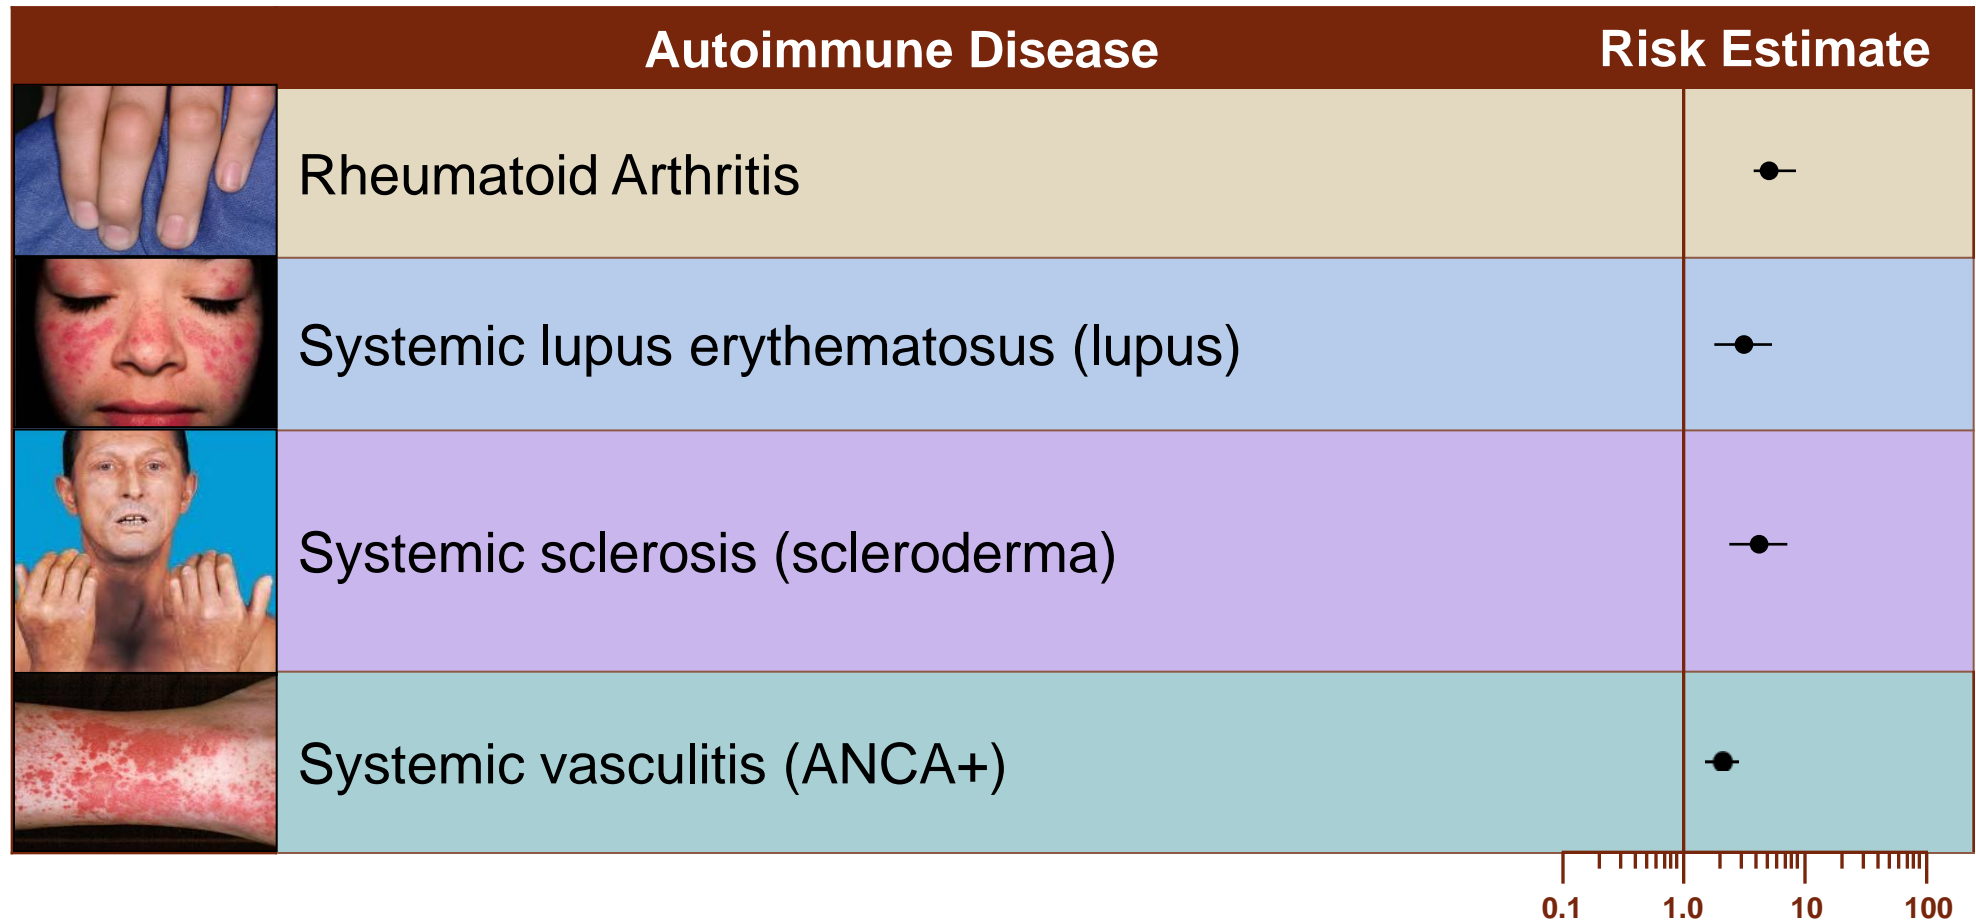 Autoimmune Disease
Risk Estimate
Rheumatoid Arthritis
Systemic lupus erythematosus (lupus)
Systemic sclerosis (scleroderma)
Systemic vasculitis (ANCA+)
0.1 1.0 10 100